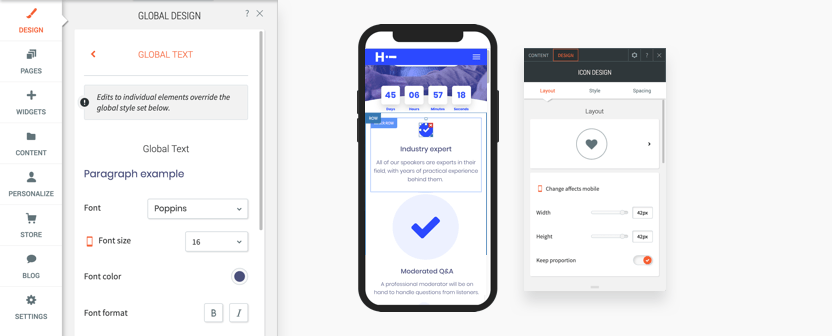 DESIGN
PAGES
WIDGETS
CONTENT
PERSONALIZE
STORE
BLOG
SETTINGS
GLOBAL DESIGN
?
GLOBAL TEXT
Edits to individual elements override the
global style set below.
Global Text
Paragraph example
Font
Poppins
Font size
16
Font color
Font format
B
I
H
45
06
57
18
Days
Hours
Minutes
Seconds
ROW
Industry expert
All of our speakers are experts in their
field, with years of practical experience
behind them.
Moderated Q&A
A professional moderator will be on
hand to handle questions from listeners.
CONTENT
DESIGN
?
ICON DESIGN
Layout
Style
Spacing
Layout
Change affects mobile
Width
42px
Height
42px
Keep proportion